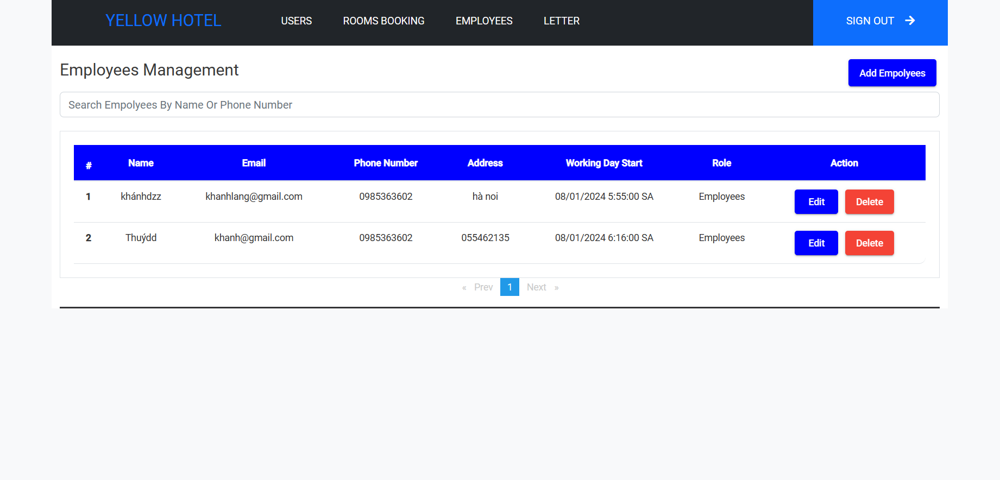 YELLOW HOTEL USERS ROOMS BOOKING EMPLOYEES LETTER SIGN OUT →
Employees Management
Add Empolyees
Search Empolyees By Name Or Phone Number
# Name Email Phone Number Address Working Day Start Role Action
1 khánhdzz khanhlang@gmail.com 0985363602 hà noi 08/01/2024 5:55:00 SA Employees Edit Delete
2 Thuýdd khanh@gmail.com 0985363602 055462135 08/01/2024 6:16:00 SA Employees Edit Delete
« Prev 1 Next »